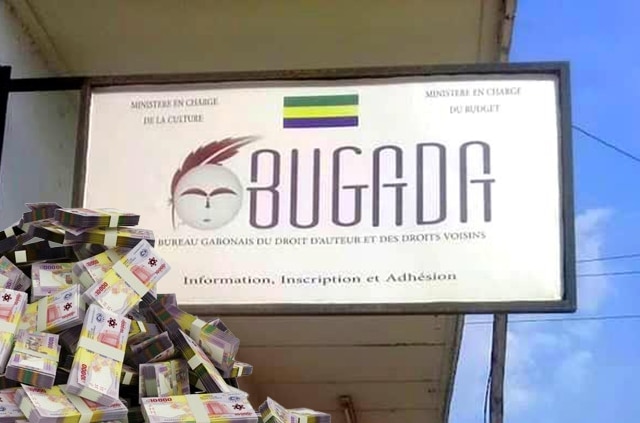 MINISTERE EN CHARGE
DE LA CULTURE
MINISTERE EN CHARGE
DU BUDGET
BUGADA
BUREAU GABONAIS DU DROIT D'AUTEUR ET DES DROITS VOISINS
Information, Inscription et Adhésion
10000